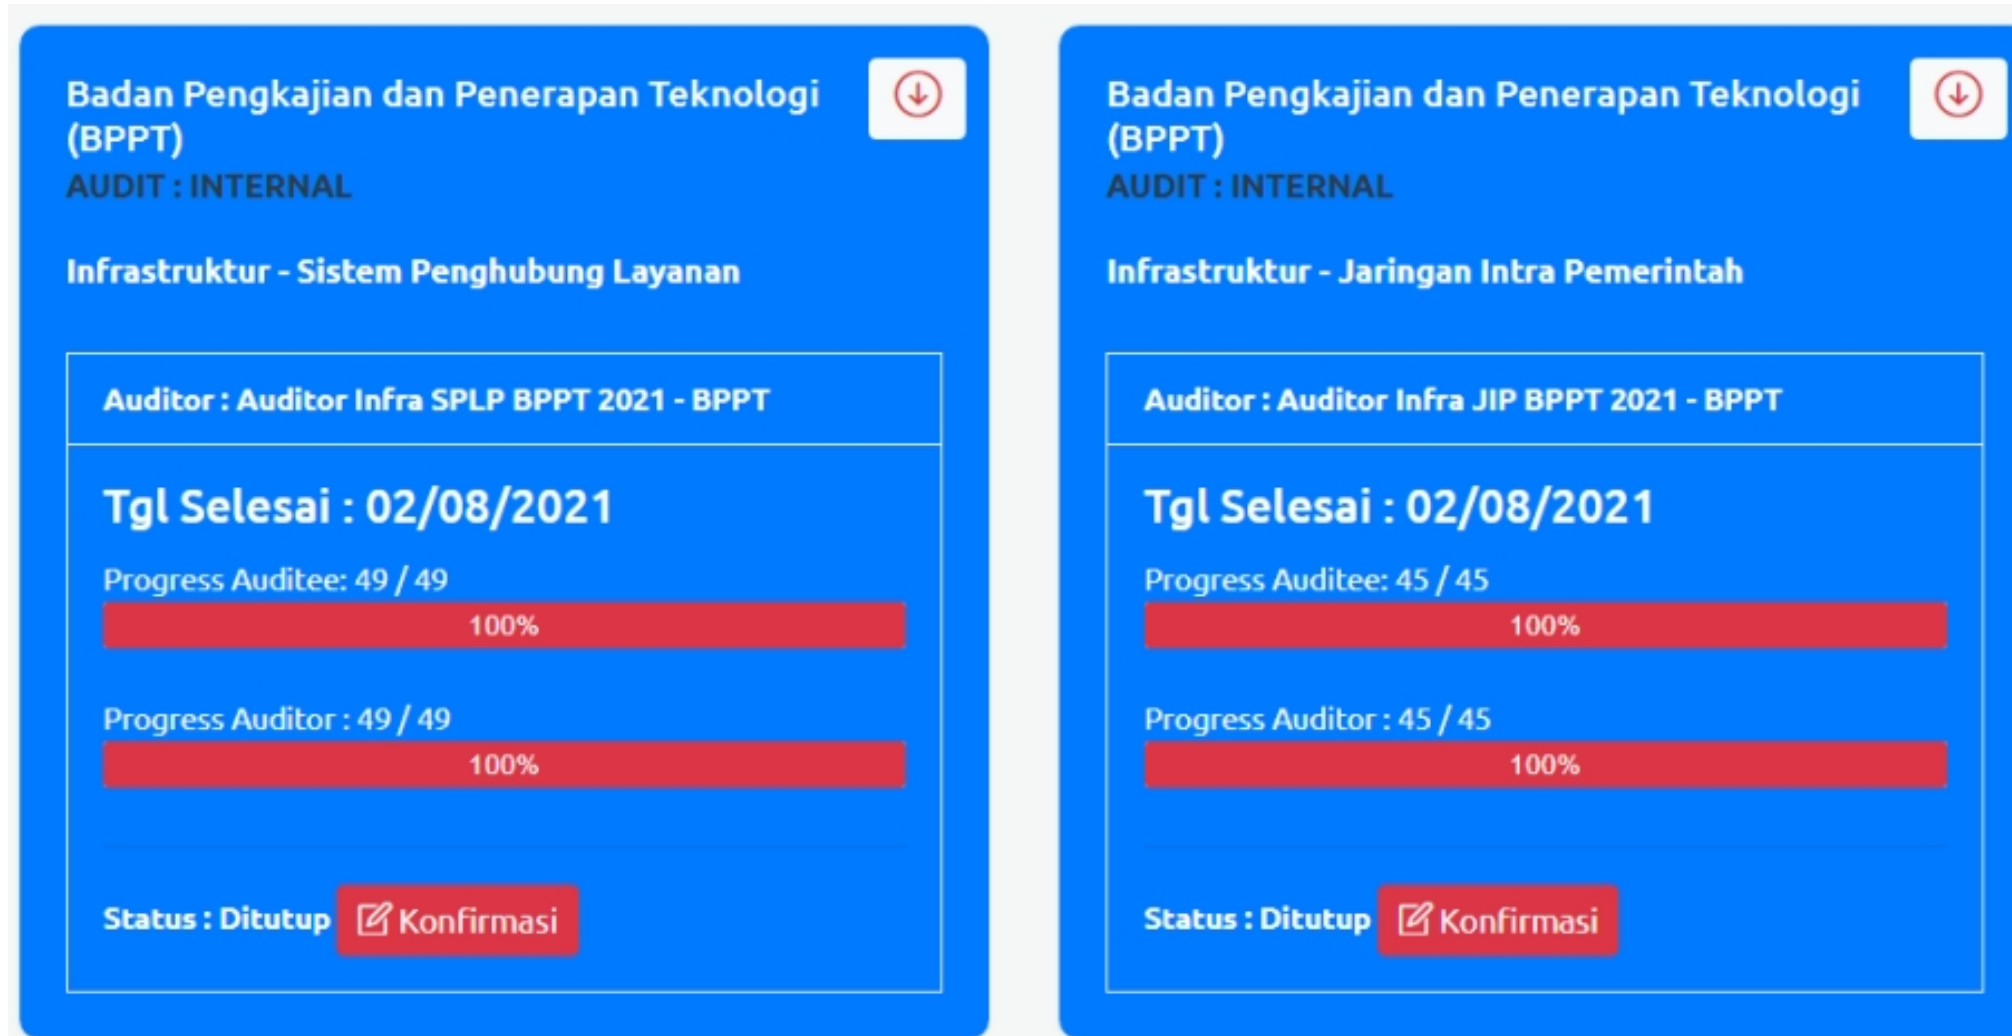 Badan Pengkajian dan Penerapan Teknologi
(BPPT)
AUDIT : INTERNAL
Infrastruktur - Sistem Penghubung Layanan
Auditor : Auditor Infra SPLP BPPT 2021 - BPPT
Tgl Selesai : 02/08/2021
Progress Auditee: 49 / 49
100%
Progress Auditor : 49 / 49
100%
Status : Ditutup Konfirmasi
Badan Pengkajian dan Penerapan Teknologi
(BPPT)
AUDIT : INTERNAL
Infrastruktur - Jaringan Intra Pemerintah
Auditor : Auditor Infra JIP BPPT 2021 - BPPT
Tgl Selesai : 02/08/2021
Progress Auditee: 45 / 45
100%
Progress Auditor : 45 / 45
100%
Status : Ditutup Konfirmasi